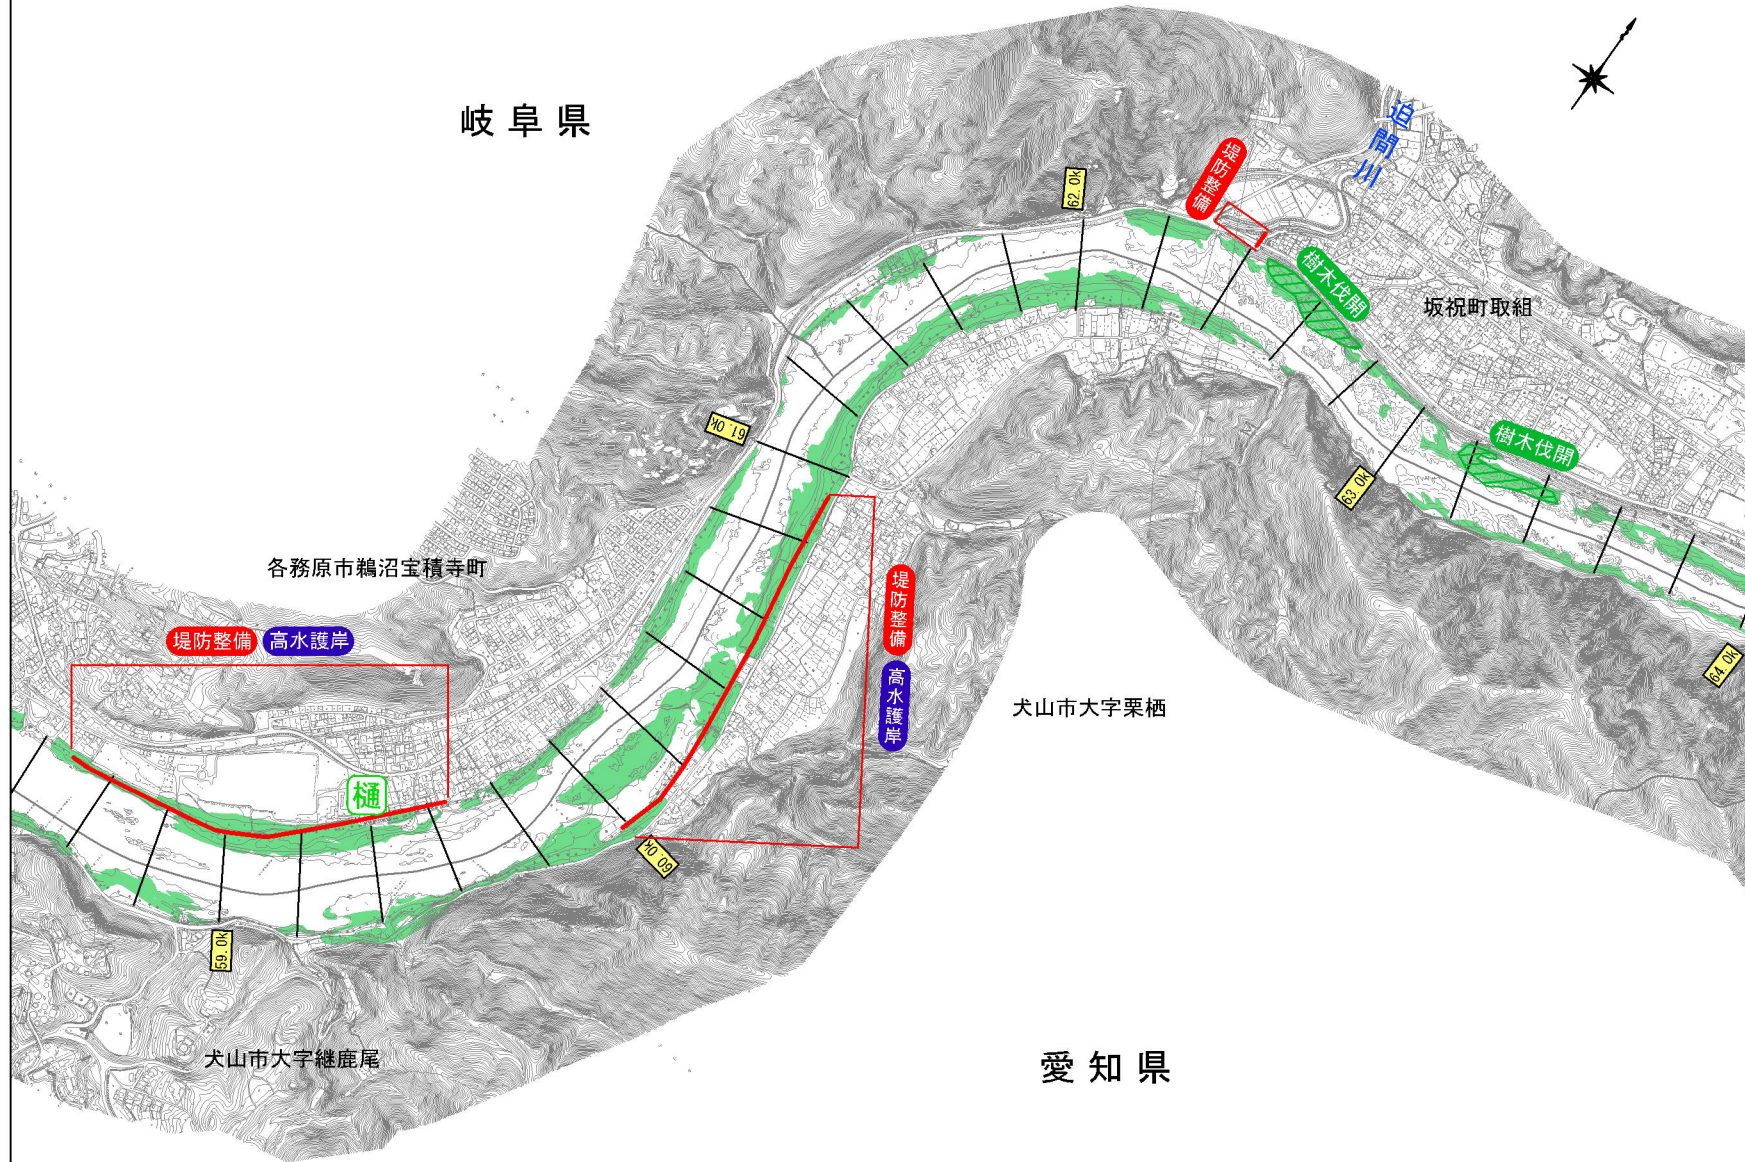 岐阜県
迫間川
堤防整備
62.0k
樹木伐開
坂祝町取組
61.0k
樹木伐開
63.0k
各務原市鵜沼宝積寺町
堤防整備
高水護岸
堤防整備
高水護岸
64.0k
犬山市大字栗栖
樋
60.0k
59.0k
犬山市大字継鹿尾
愛知県